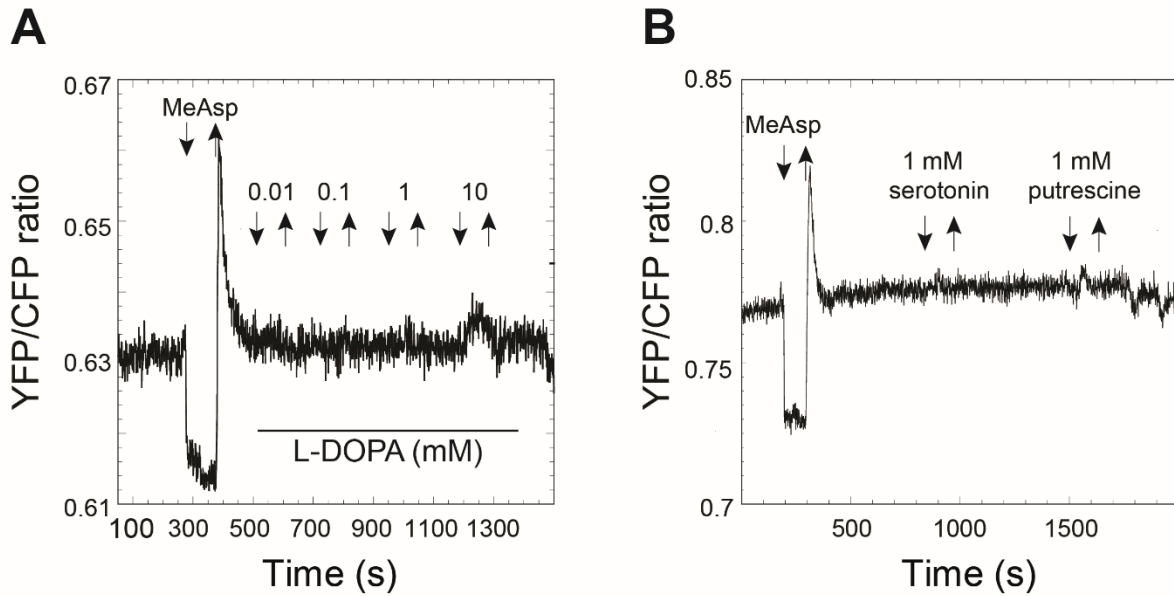 A
YFP/CFP ratio
0.67
0.65
0.63
0.61
MeAsp
0.01 0.1 1 10
L-DOPA (mM)
100 300 500 700 900 1100 1300
Time (s)
B
YFP/CFP ratio
0.85
0.8
0.75
0.7
MeAsp
1 mM
serotonin
1 mM
putrescine
500 1000 1500
Time (s)